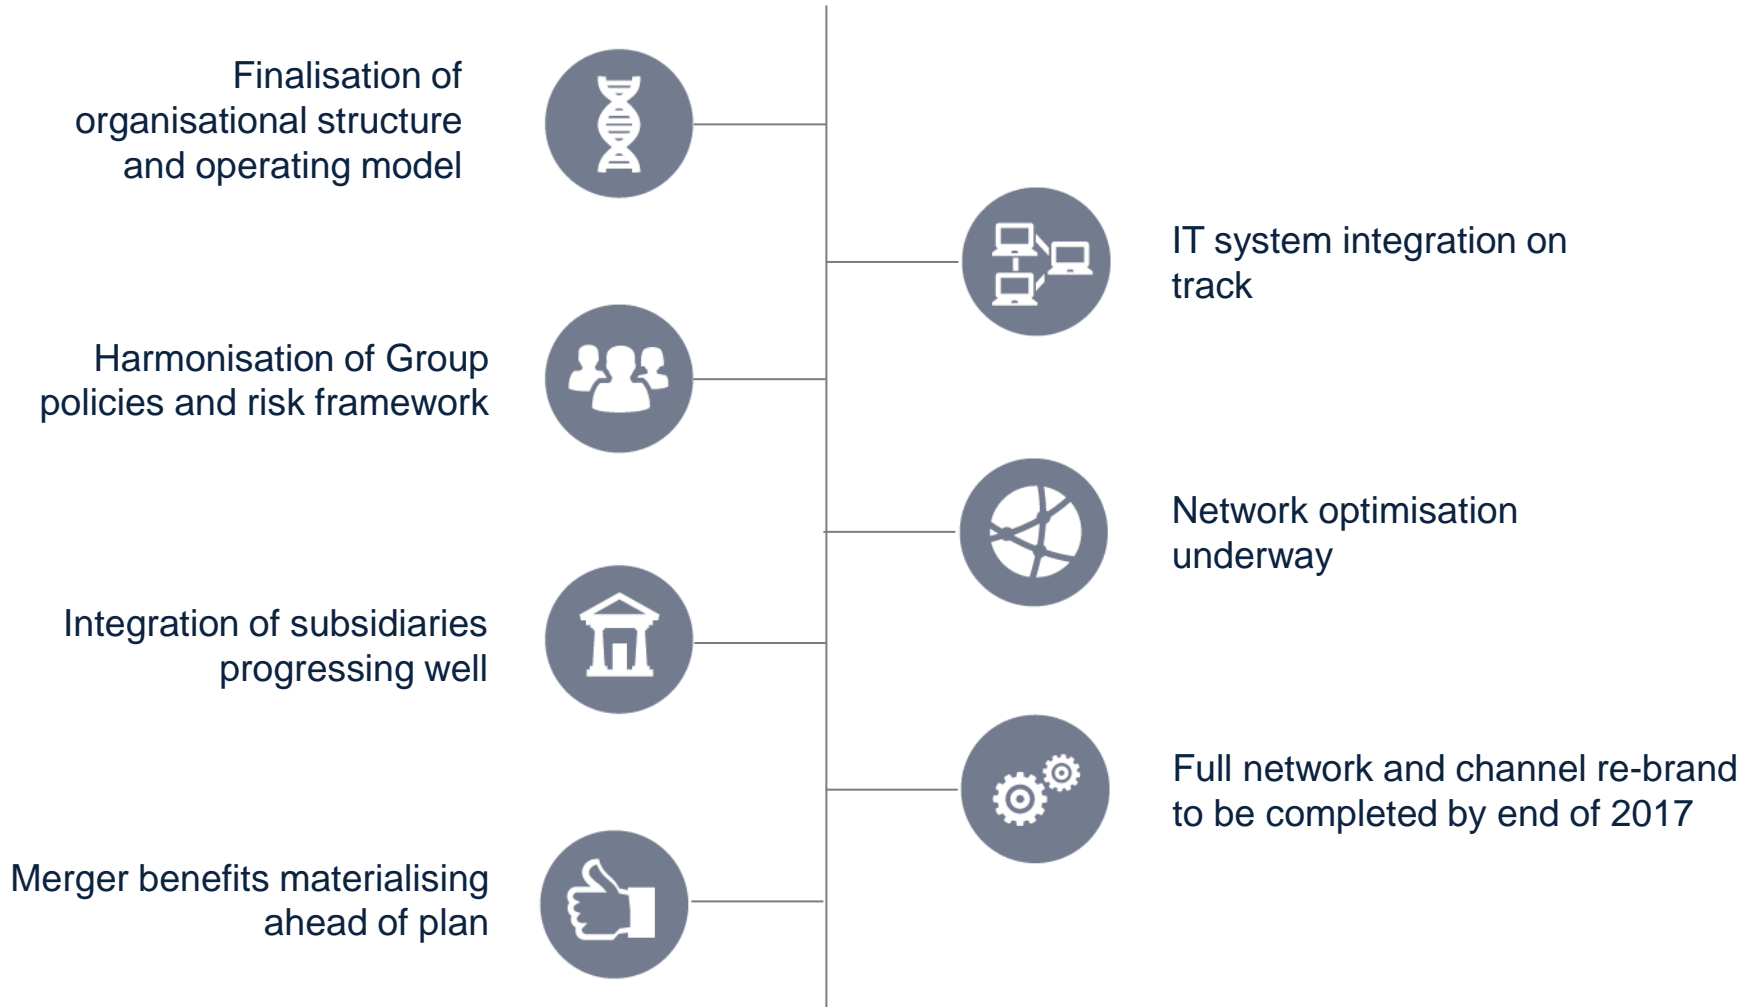 Finalisation of
organisational structure
and operating model
IT system integration on
track
Harmonisation of Group
policies and risk framework
Network optimisation
underway
Integration of subsidiaries
progressing well
Full network and channel re-brand
to be completed by end of 2017
Merger benefits materialising
ahead of plan